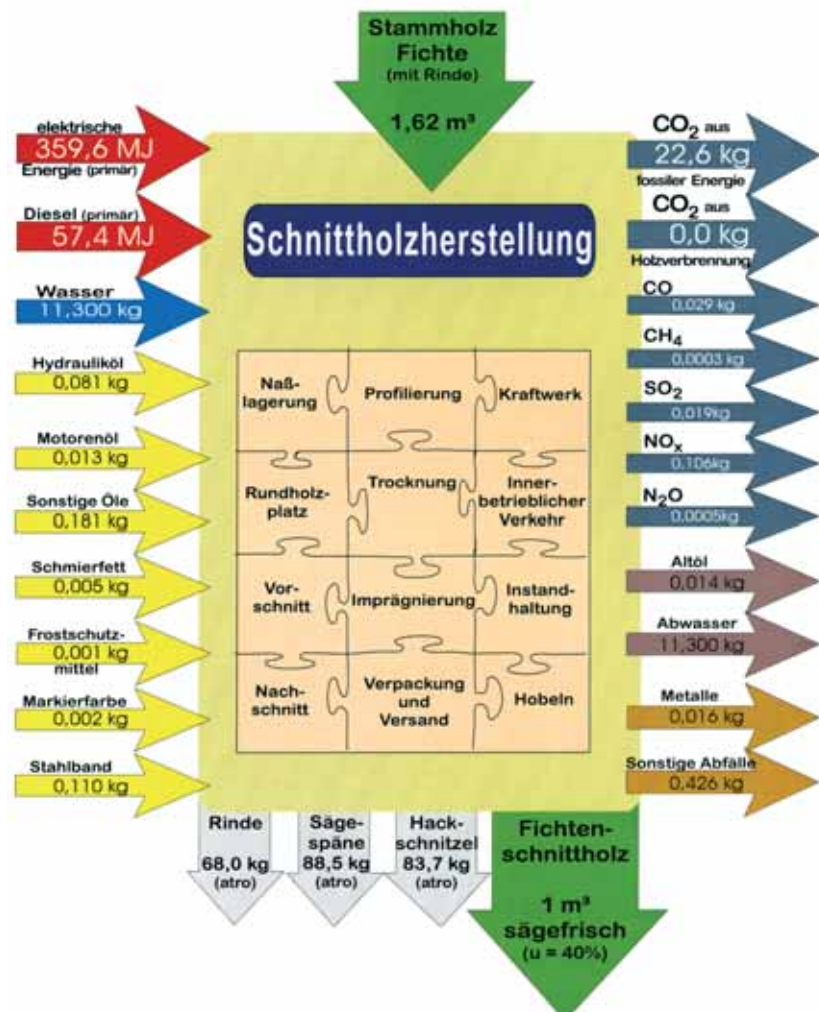 Stammholz
Fichte
(mit Rinde)
1,62 m³
elektrische
359,6 MJ
Energie (primär)
Diesel (primär)
57,4 MJ
Wasser
11,300 kg
Hydrauliköl
0,081 kg
Motorenöl
0,013 kg
Sonstige Öle
0,181 kg
Schmierfett
0,005 kg
Frostschutz-
0,001 kg
mittel
Markierfarbe
0,002 kg
Stahlband
0,110 kg
Schnittholzherstellung
Naß-
lagerung
Profilierung
Kraftwerk
Rundholz-
platz
Trocknung
Inner-
betrieblicher
Verkehr
Vor-
schnitt
Imprägnierung
Instand-
haltung
Nach-
schnitt
Verpackung
und
Versand
Hobeln
CO₂ aus
22,6 kg
fossiler Energie
CO₂ aus
0,0 kg
Holzverbrennung
CO
0,029 kg
CH₄
0,0003 kg
SO₂
0,019kg
NOₓ
0,106kg
N₂O
0,0005kg
Altöl
0,014 kg
Abwasser
11,300 kg
Metalle
0,016 kg
Sonstige Abfälle
0,426 kg
Rinde
68,0 kg
(atro)
Säge-
späne
88,5 kg
(atro)
Hack-
schnitzel
83,7 kg
(atro)
Fichten-
schnittholz
1 m³
sägefrisch
(u = 40%)